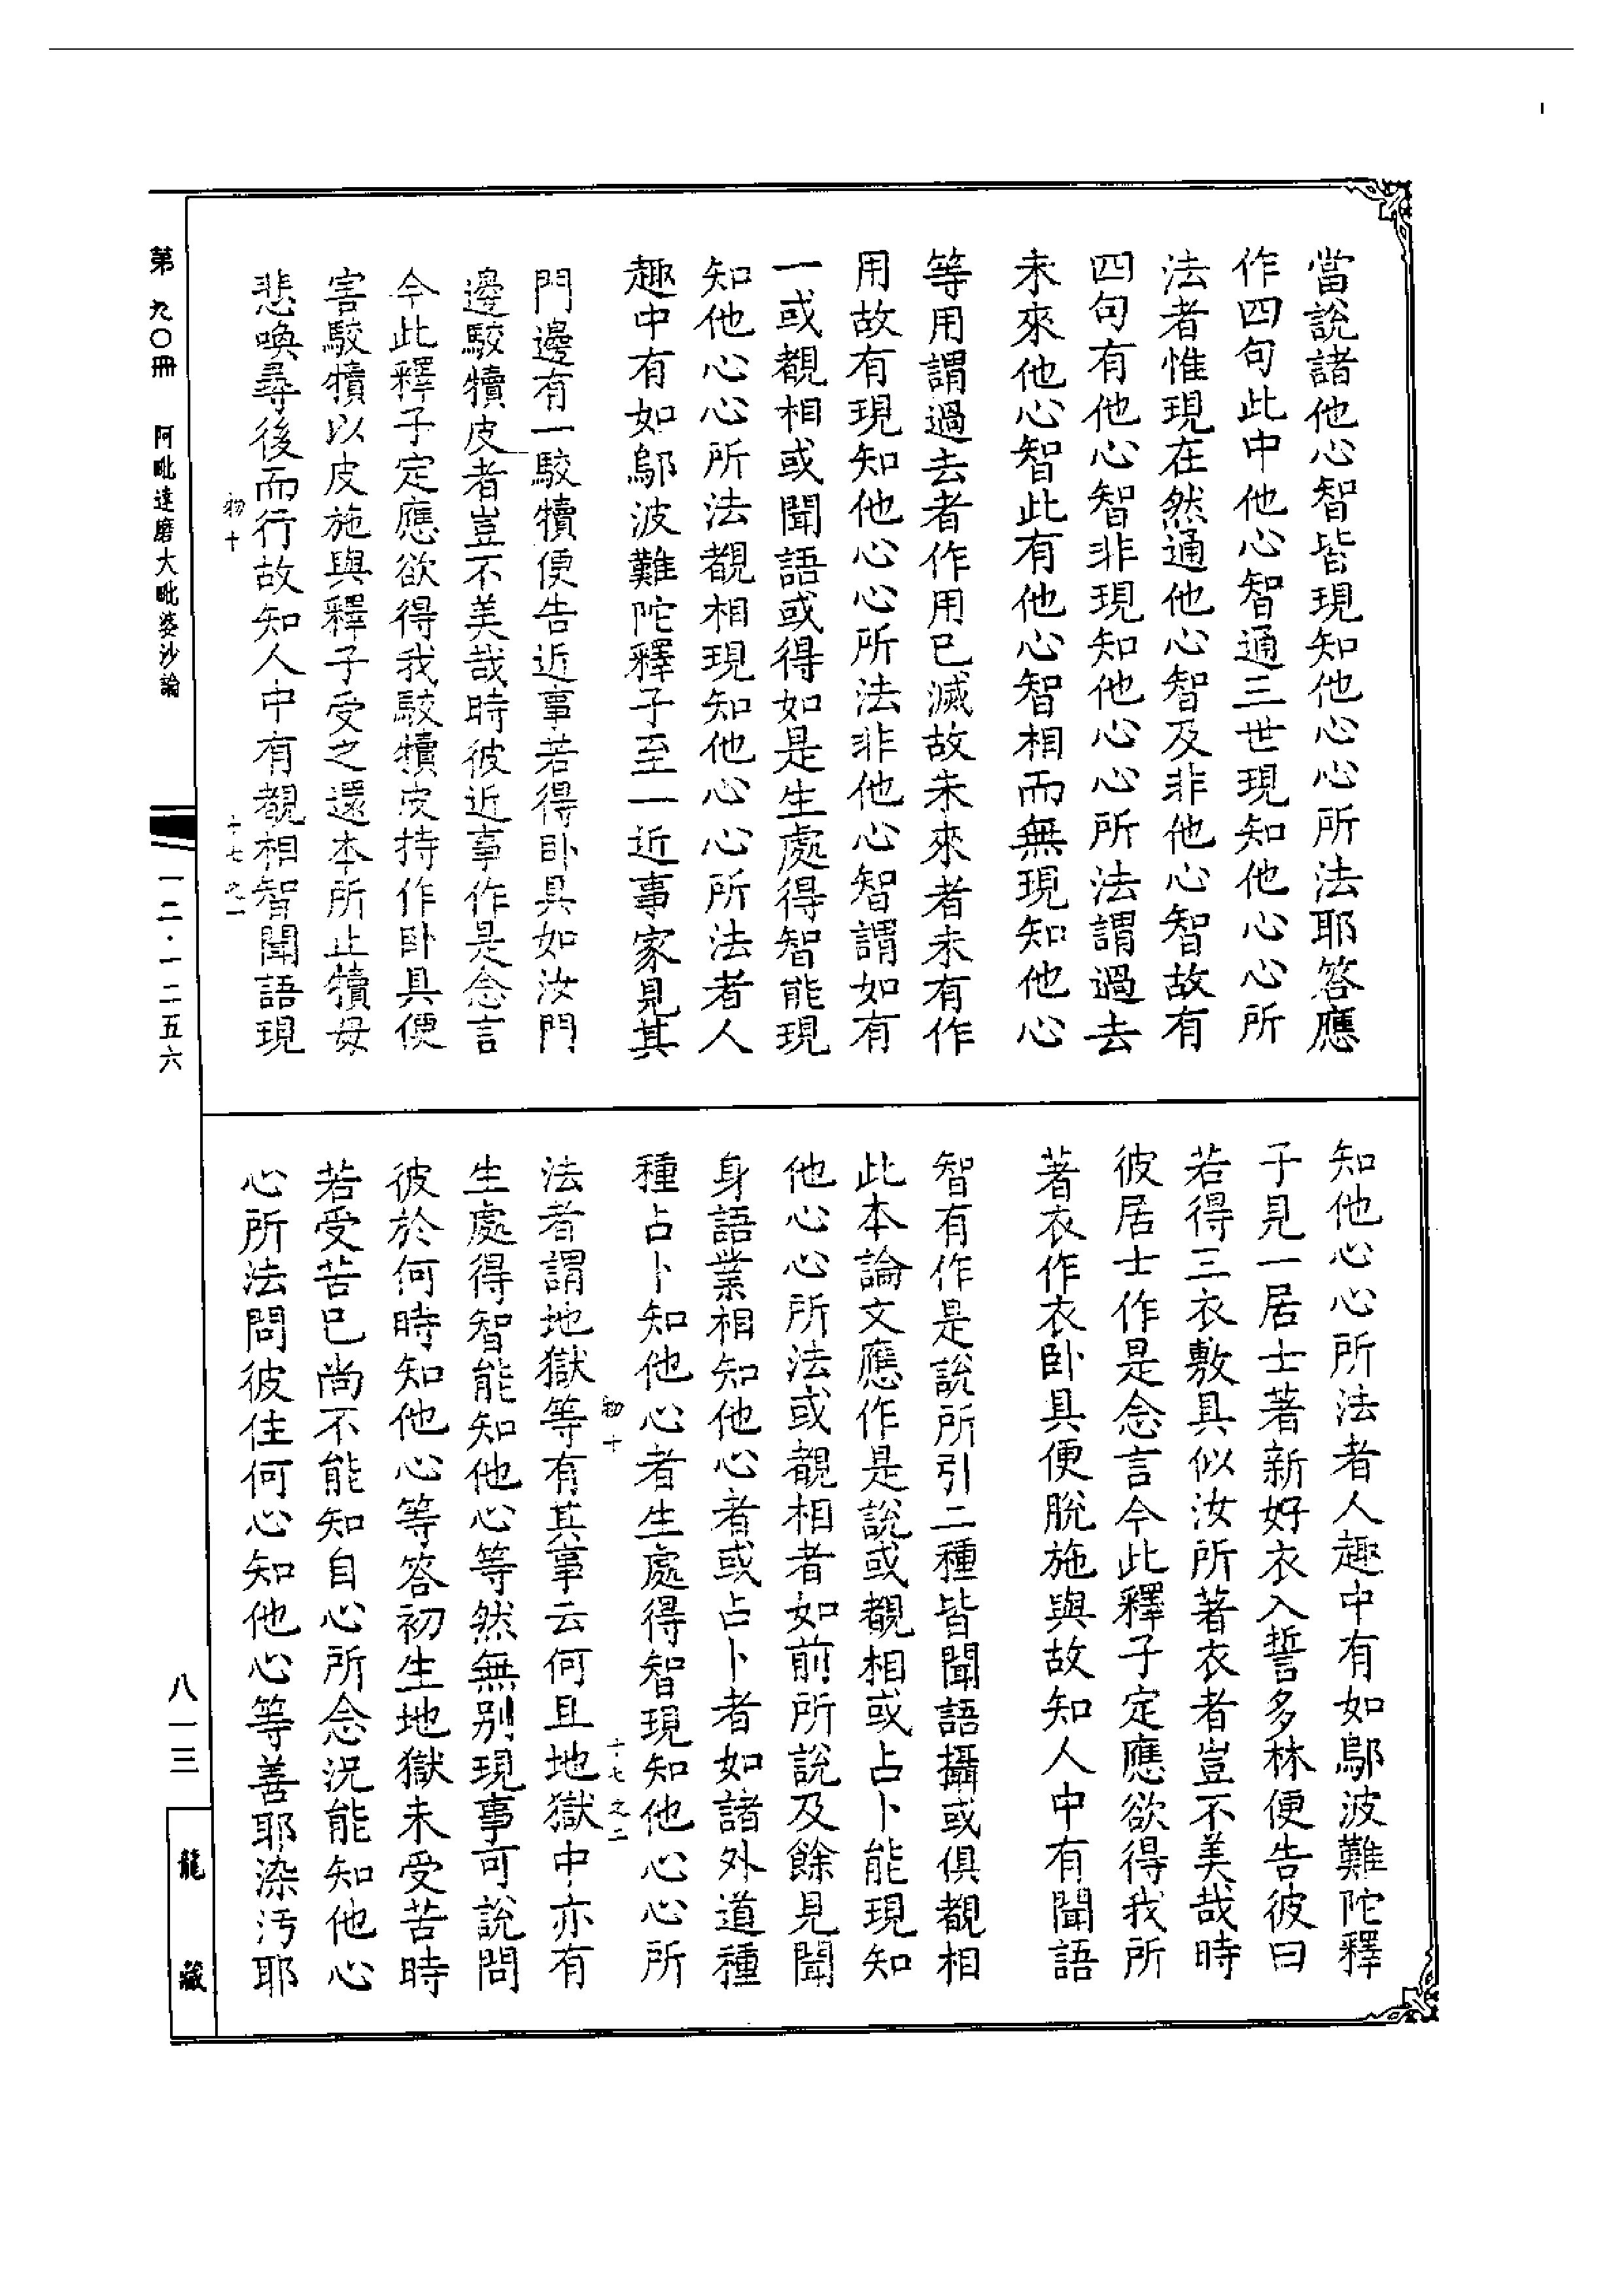 當說諸他心智皆現知他心心所法耶答應
作四句此中他心智通三世現知他心心所
法者惟現在然通他心智及非他心智故有
四句有他心智非現知他心心所法謂過去
未來他心智此有他心智相而無現知他心
等用謂過去者作用已滅故未來者未有作
用故有現知他心心所法非他心智謂如有
一或覩相或聞語或得如是生處得智能現
知他心心所法覩相現知他心心所法者人
趣中有如鄔波難陀釋子至一近事家見其
門邊有一駮犢便告近事若得卧具如汝門
邊駮犢皮者豈不美哉時彼近事作是念言
今此釋子定應欲得我駮犢皮持作卧具便
害駮犢以皮施與釋子受之還本所止犢母
悲喚尋後而行故知人中有覩相智聞語現
物十 十七之一
知他心心所法者人趣中有如鄔波難陀釋
子見一居士著新好衣入誓多林便告彼曰
若得三衣敷具似汝所著衣者豈不美哉時
彼居士作是念言今此釋子定應欲得我所
著衣作衣卧具便脫施與故知人中有聞語
智有作是說所引二種皆聞語攝或俱覩相
此本論文應作是說或覩相或占卜能現知
他心心所法或覩相者如前所說及餘見聞
身語業相知他心者或占卜者如諸外道種
種占卜知他心者生處得智現知他心心所
物十 十七之二
法者謂地獄等有其事云何且地獄中亦有
生處得智能知他心等然無別現事可說問
彼於何時知他心等答初生地獄未受苦時
若受苦已尚不能知自心所念況能知他心
心所法問彼住何心知他心等善耶染汚耶
第九〇冊 阿毗達磨大毗婆沙論
一二·一二五六
八一三
龍藏